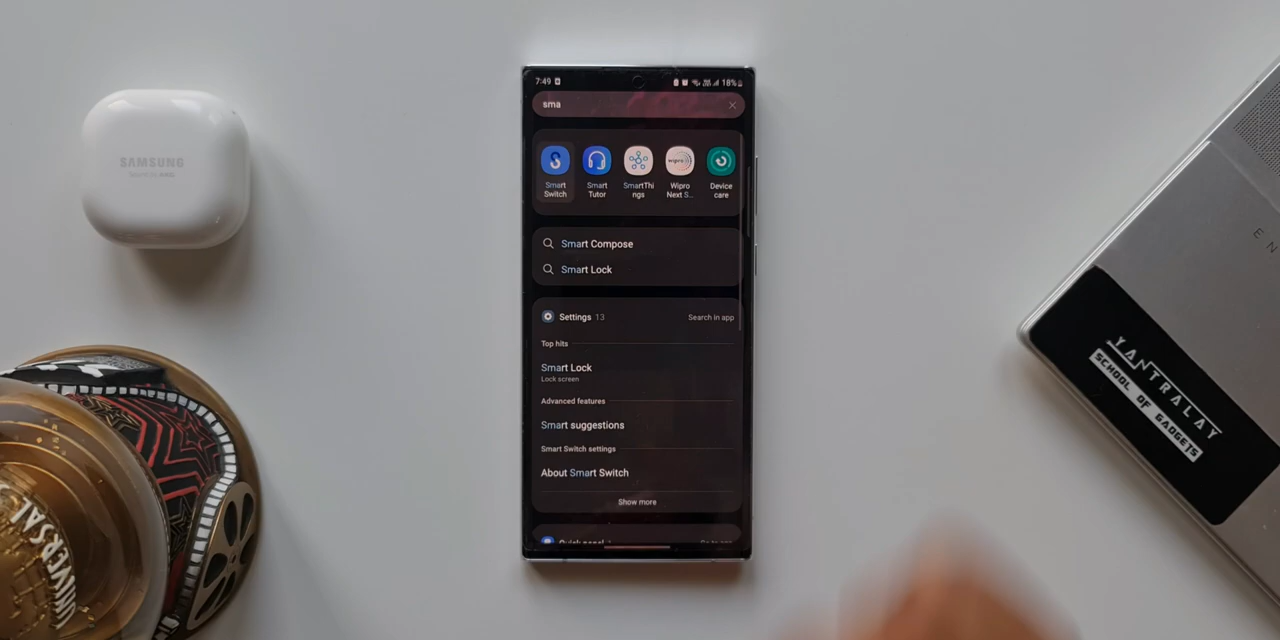 SAMSUNG
7:49
18%
sma
Smart Switch
Smart Tutor
SmartThings
Wipro Next S...
Device care
Smart Compose
Smart Lock
Settings 13
Search in app
Top hits
Smart Lock
Lock screen
Advanced features
Smart suggestions
Smart Switch settings
About Smart Switch
Show more
YANTRALAY
SCHOOL OF GADGETS
UNIVERSAL